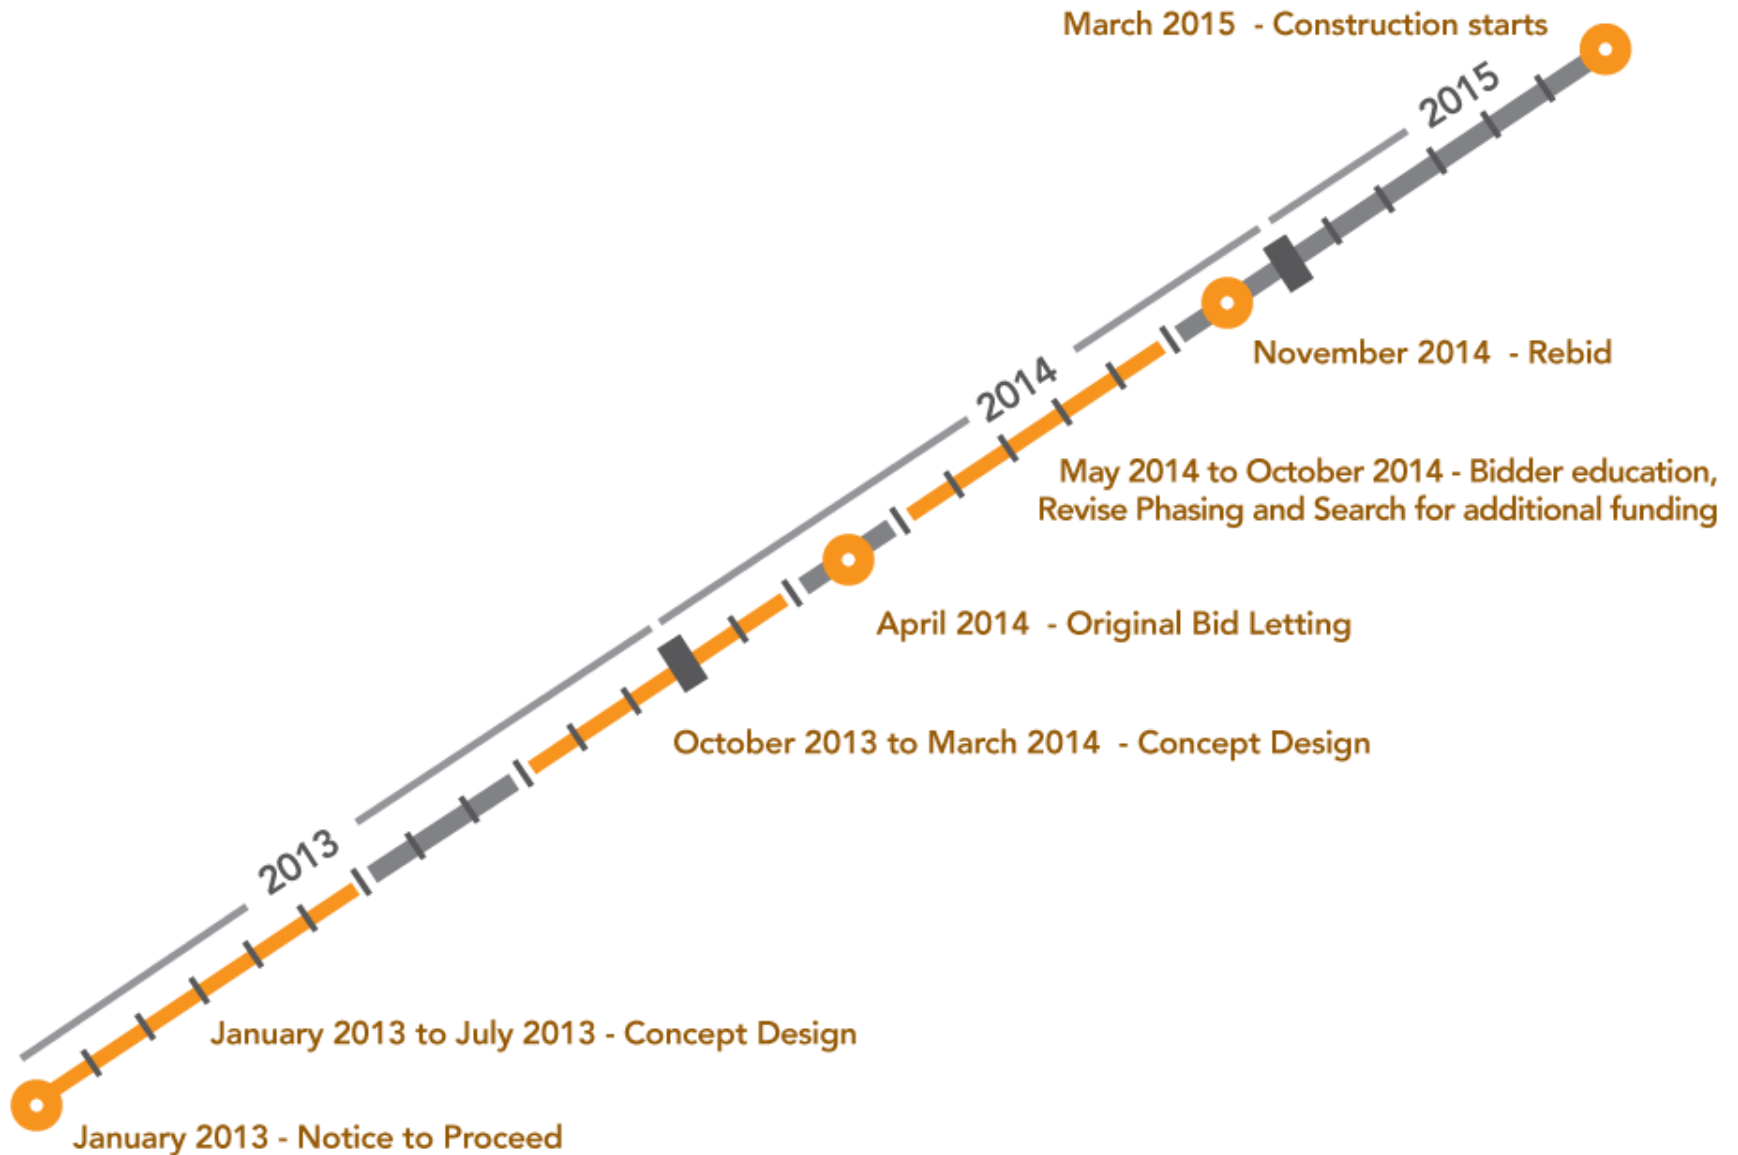 March 2015 - Construction starts
2015
November 2014 - Rebid
2014
May 2014 to October 2014 - Bidder education,
Revise Phasing and Search for additional funding
April 2014 - Original Bid Letting
October 2013 to March 2014 - Concept Design
2013
January 2013 to July 2013 - Concept Design
January 2013 - Notice to Proceed